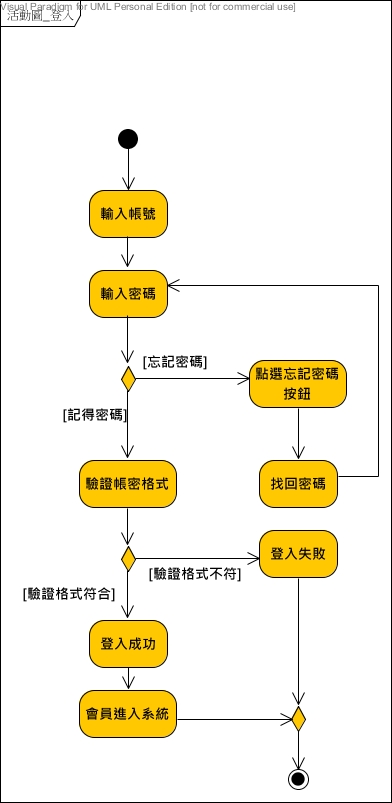 Visual Paradigm for UML Personal Edition [not for commercial use]
活動圖_登入
輸入帳號
輸入密碼
[忘記密碼]
點選忘記密碼
按鈕
[記得密碼]
驗證帳密格式
找回密碼
登入失敗
[驗證格式不符]
[驗證格式符合]
登入成功
會員進入系統